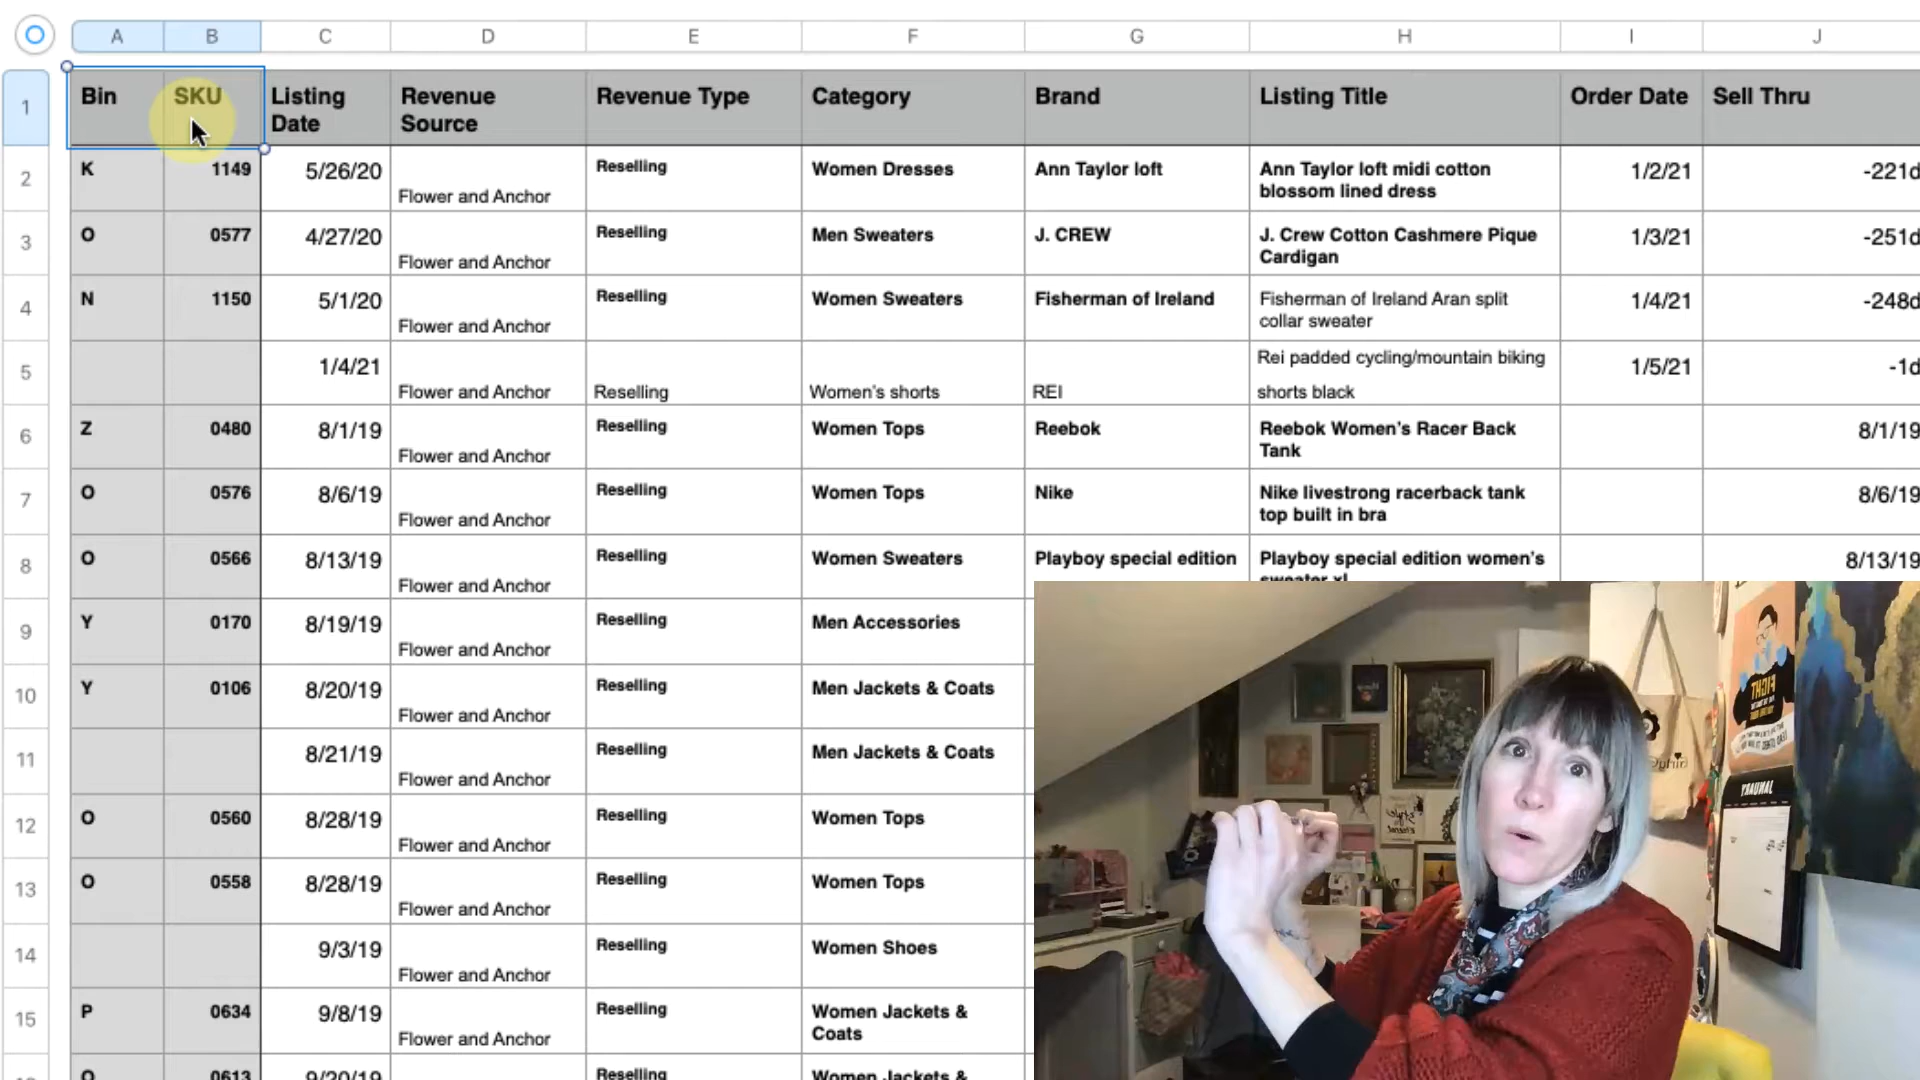 A B C D E F G H I J
1 Bin SKU Listing Date Revenue Source Revenue Type Category Brand Listing Title Order Date Sell Thru
2 K 1149 5/26/20 Flower and Anchor Reselling Women Dresses Ann Taylor loft Ann Taylor loft midi cotton blossom lined dress 1/2/21 -221d
3 O 0577 4/27/20 Flower and Anchor Reselling Men Sweaters J. CREW J. Crew Cotton Cashmere Pique Cardigan 1/3/21 -251d
4 N 1150 5/1/20 Flower and Anchor Reselling Women Sweaters Fisherman of Ireland Fisherman of Ireland Aran split collar sweater 1/4/21 -248d
5 1/4/21 Flower and Anchor Reselling Women's shorts REI Rei padded cycling/mountain biking shorts black 1/5/21 -1d
6 Z 0480 8/1/19 Flower and Anchor Reselling Women Tops Reebok Reebok Women's Racer Back Tank 8/1/19
7 O 0576 8/6/19 Flower and Anchor Reselling Women Tops Nike Nike livestrong racerback tank top built in bra 8/6/19
8 O 0566 8/13/19 Flower and Anchor Reselling Women Sweaters Playboy special edition Playboy special edition women's sweater xl 8/13/19
9 Y 0170 8/19/19 Flower and Anchor Reselling Men Accessories
10 Y 0106 8/20/19 Flower and Anchor Reselling Men Jackets & Coats
11 8/21/19 Flower and Anchor Reselling Men Jackets & Coats
12 O 0560 8/28/19 Flower and Anchor Reselling Women Tops
13 O 0558 8/28/19 Flower and Anchor Reselling Women Tops
14 9/3/19 Flower and Anchor Reselling Women Shoes
15 P 0634 9/8/19 Flower and Anchor Reselling Women Jackets & Coats
0613 9/20/19 Reselling Women Jackets &
FIGHT
JANUARY